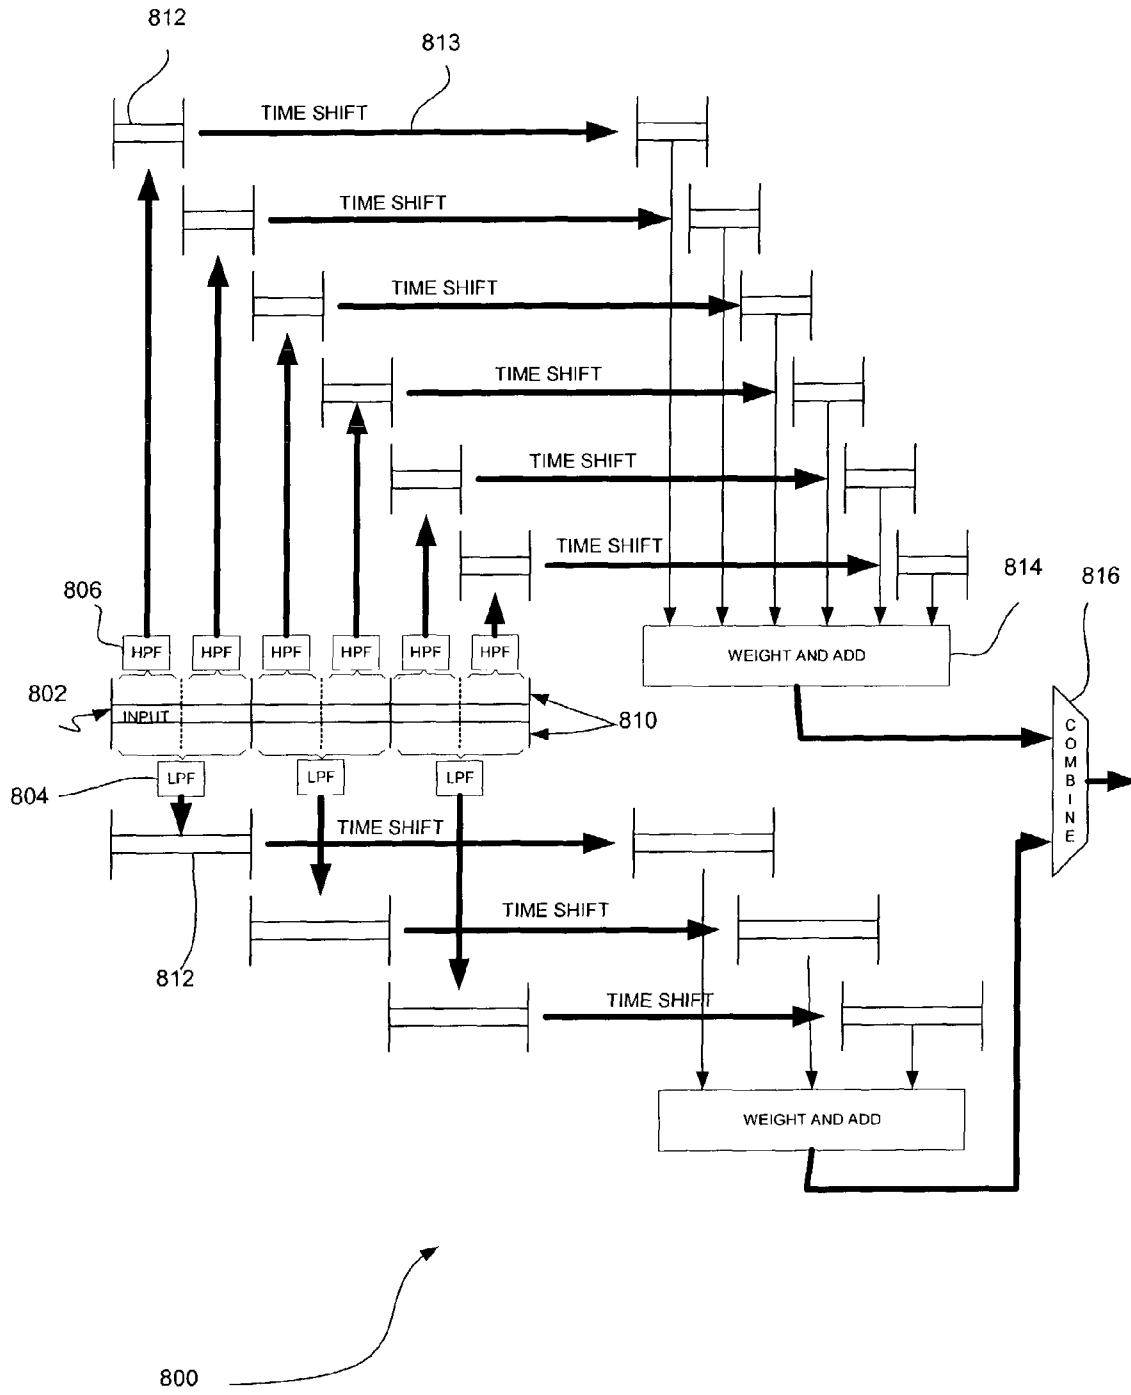 812
813
TIME SHIFT
TIME SHIFT
TIME SHIFT
TIME SHIFT
TIME SHIFT
TIME SHIFT
814
816
806
HPF
HPF
HPF
HPF
HPF
HPF
WEIGHT AND ADD
802
INPUT
810
COMBINE
LPF
LPF
LPF
804
TIME SHIFT
TIME SHIFT
812
TIME SHIFT
WEIGHT AND ADD
800